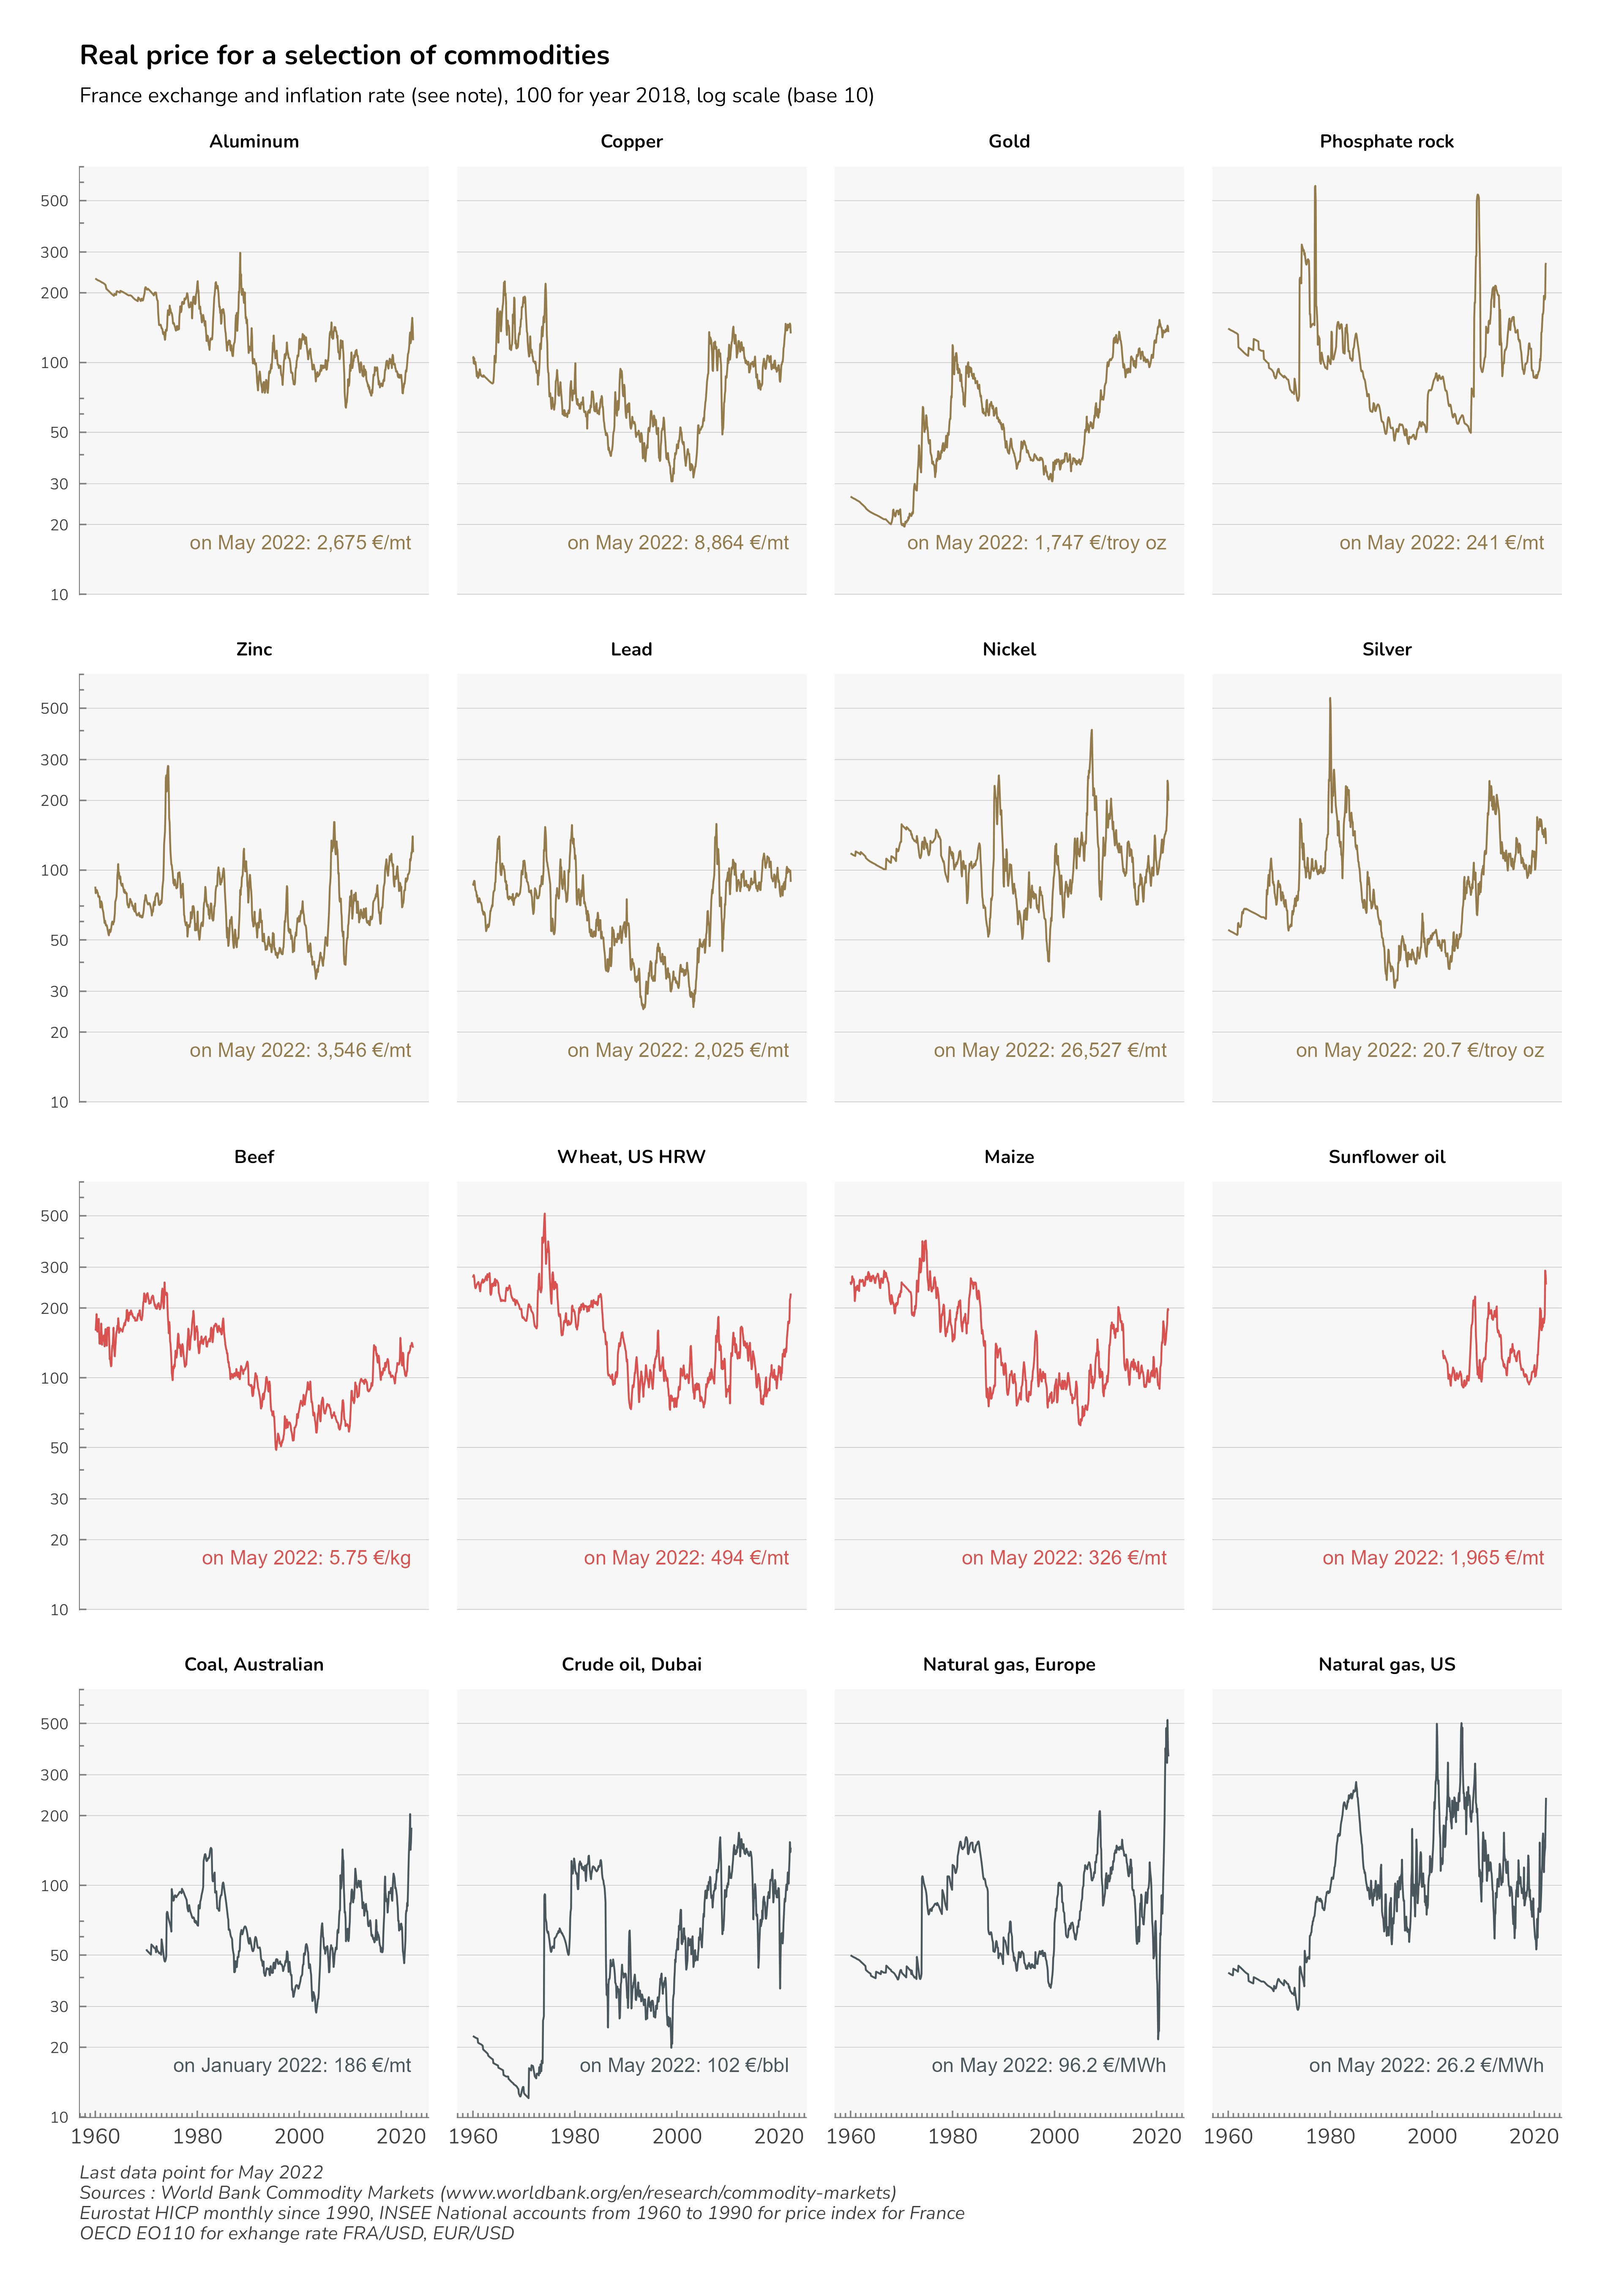 Real price for a selection of commodities
France exchange and inflation rate (see note), 100 for year 2018, log scale (base 10)
Aluminum Copper Gold Phosphate rock
500
300
200
100
50
30
20
on May 2022: 2,675 €/mt on May 2022: 8,864 €/mt on May 2022: 1,747 €/troy oz on May 2022: 241 €/mt
10
Zinc Lead Nickel Silver
500
300
200
100
50
30
20
on May 2022: 3,546 €/mt on May 2022: 2,025 €/mt on May 2022: 26,527 €/mt on May 2022: 20.7 €/troy oz
10
Beef Wheat, US HRW Maize Sunflower oil
500
300
200
100
50
30
20
on May 2022: 5.75 €/kg on May 2022: 494 €/mt on May 2022: 326 €/mt on May 2022: 1,965 €/mt
10
Coal, Australian Crude oil, Dubai Natural gas, Europe Natural gas, US
500
300
200
100
50
30
20
on January 2022: 186 €/mt on May 2022: 102 €/bbl on May 2022: 96.2 €/MWh on May 2022: 26.2 €/MWh
10
1960 1980 2000 2020 1960 1980 2000 2020 1960 1980 2000 2020 1960 1980 2000 2020
Last data point for May 2022
Sources : World Bank Commodity Markets (www.worldbank.org/en/research/commodity-markets)
Eurostat HICP monthly since 1990, INSEE National accounts from 1960 to 1990 for price index for France
OECD EO110 for exhange rate FRA/USD, EUR/USD